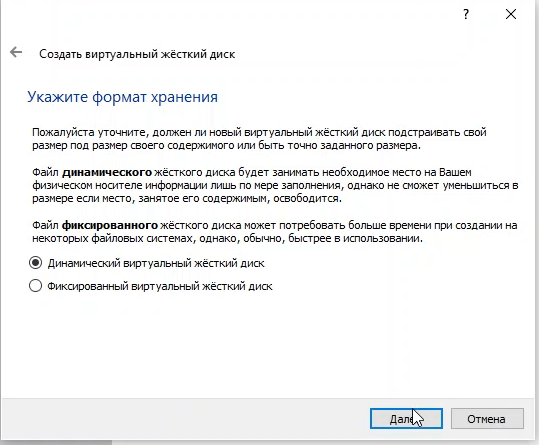 ?
Создать виртуальный жёсткий диск
Укажите формат хранения
Пожалуйста уточните, должен ли новый виртуальный жёсткий диск подстраивать свой
размер под размер своего содержимого или быть точно заданного размера.
Файл динамического жёсткого диска будет занимать необходимое место на Вашем
физическом носителе информации лишь по мере заполнения, однако не сможет уменьшиться в
размере если место, занятое его содержимым, освободится.
Файл фиксированного жёсткого диска может потребовать больше времени при создании на
некоторых файловых системах, однако, обычно, быстрее в использовании.
Динамический виртуальный жёсткий диск
Фиксированный виртуальный жёсткий диск
Далее Отмена